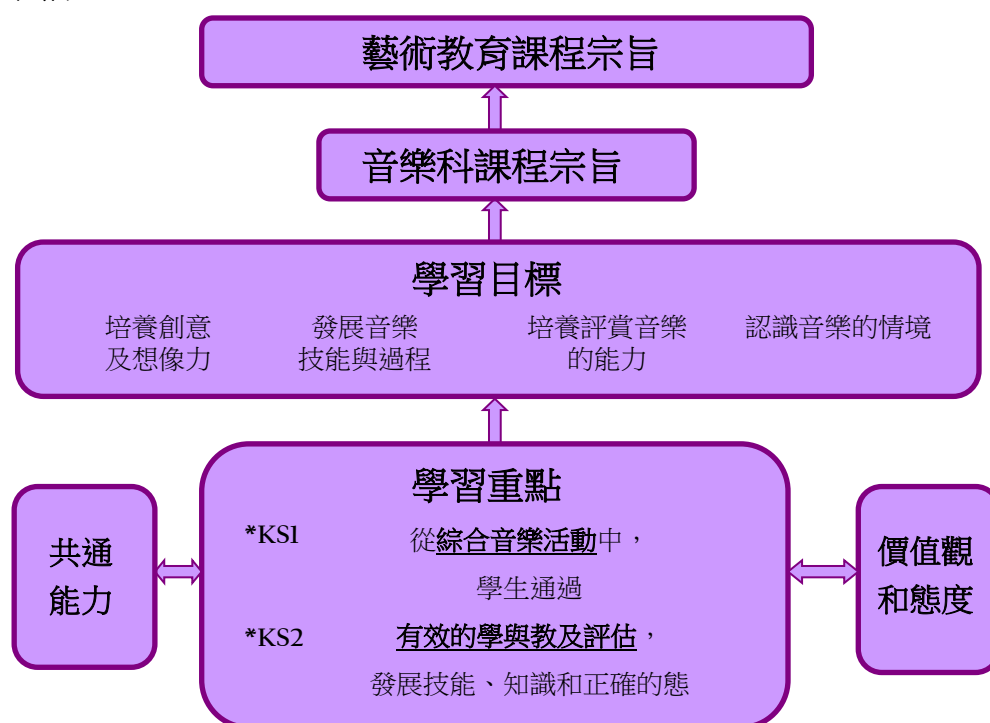 藝術教育課程宗旨
音樂科課程宗旨
學習目標
培養創意
及想像力
發展音樂
技能與過程
培養評賞音樂
的能力
認識音樂的情境
學習重點
*KS1
從綜合音樂活動中，
學生通過
*KS2
有效的學與教及評估，
發展技能、知識和正確的態
共通
能力
價值觀
和態度